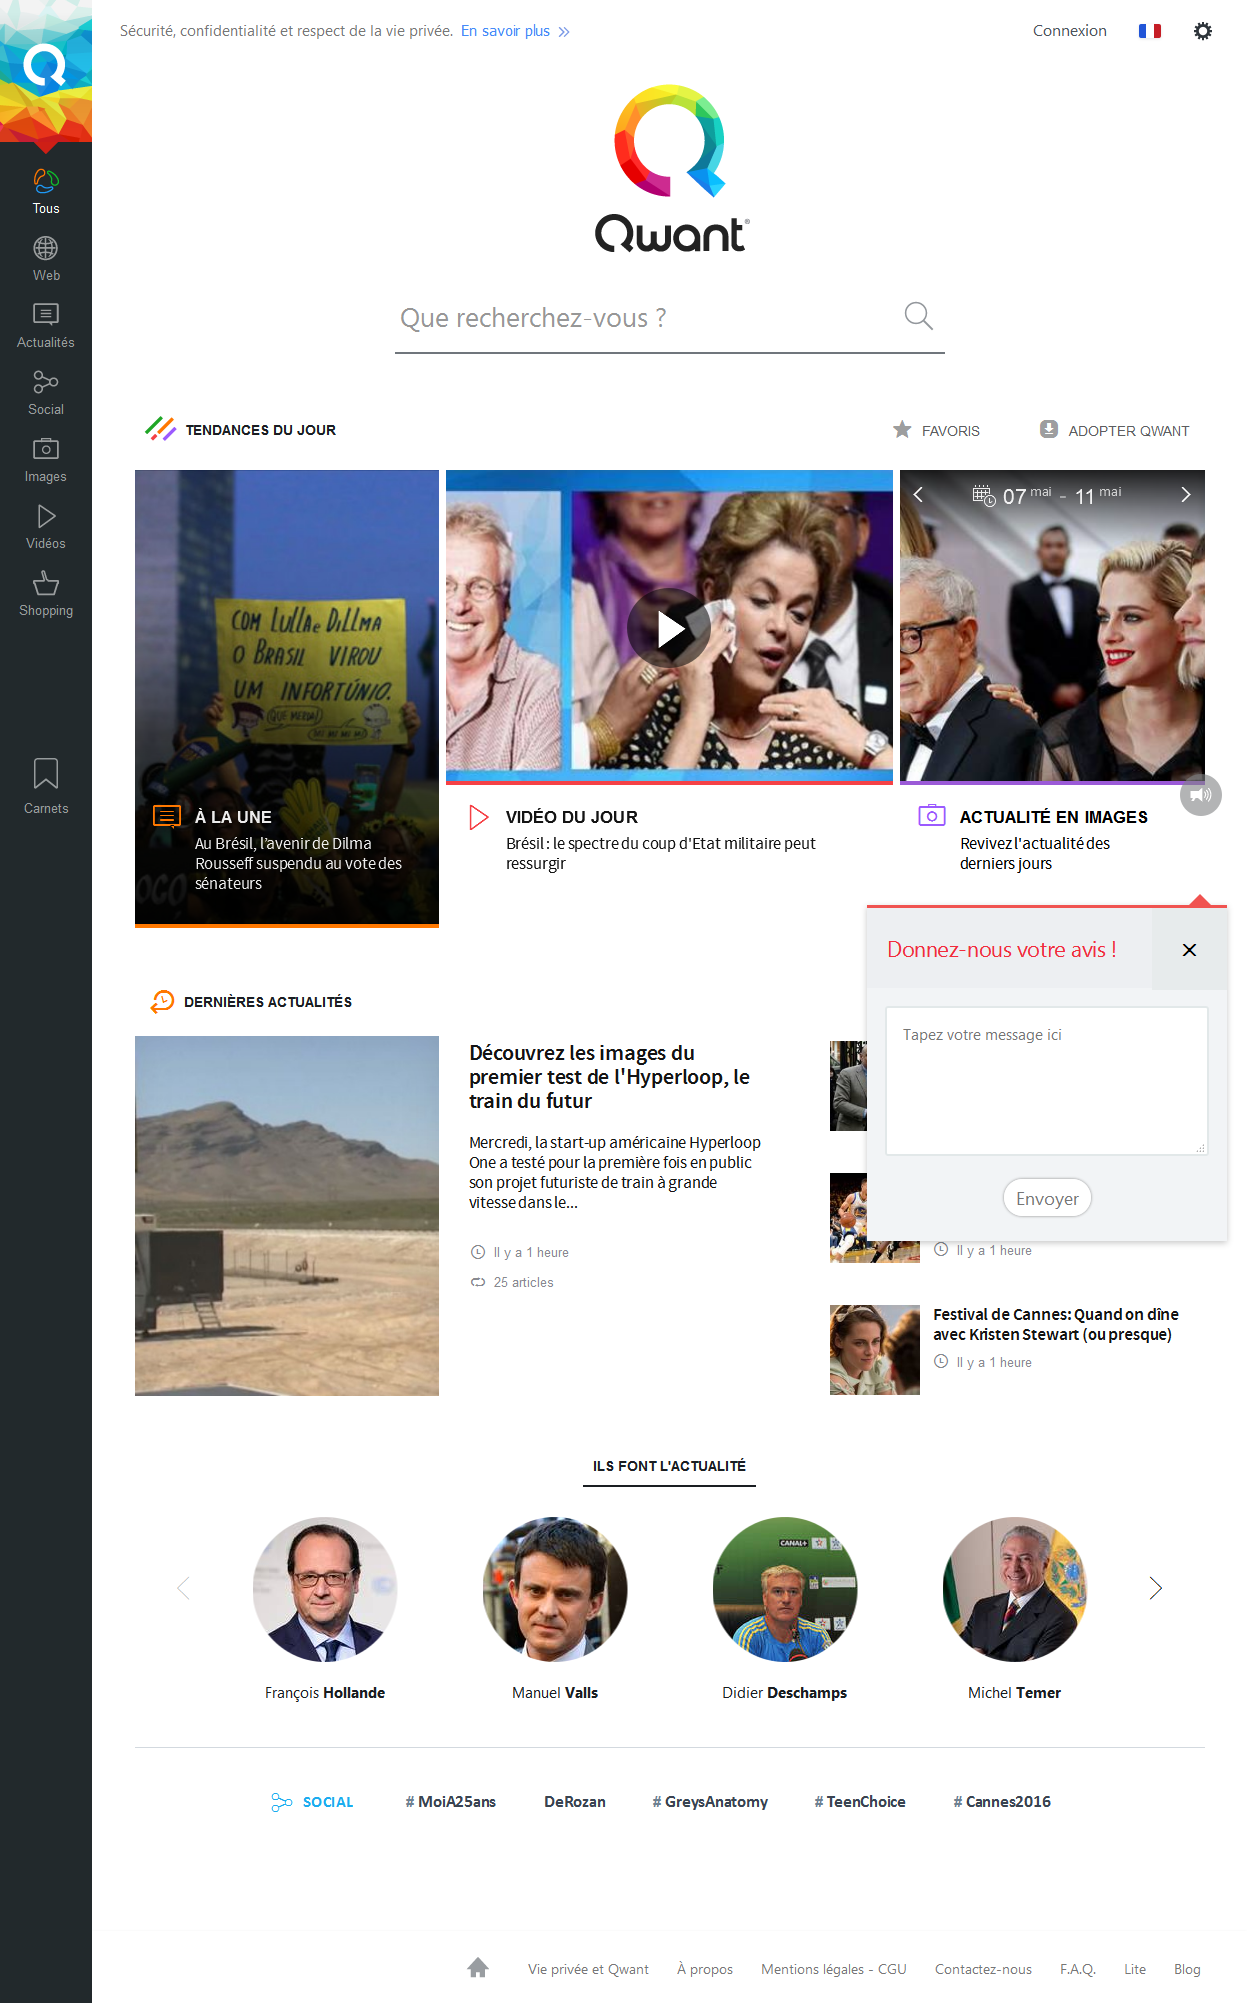 Sécurité, confidentialité et respect de la vie privée. En savoir plus »
Connexion
Tous
Web
Actualités
Social
Images
Vidéos
Shopping
Carnets
Qwant®
Que recherchez-vous ?
TENDANCES DU JOUR
FAVORIS
ADOPTER QWANT
COM LULLA e DILLMA
O BRASIL VIROU
UM INFORTÚNIO.
07 mai - 11 mai
À LA UNE
Au Brésil, l’avenir de Dilma
Rousseff suspendu au vote des
sénateurs
VIDÉO DU JOUR
Brésil : le spectre du coup d'Etat militaire peut
ressurgir
ACTUALITÉ EN IMAGES
Revivez l'actualité des
derniers jours
Donnez-nous votre avis !
Tapez votre message ici
Envoyer
DERNIÈRES ACTUALITÉS
Découvrez les images du
premier test de l'Hyperloop, le
train du futur
Mercredi, la start-up américaine Hyperloop
One a testé pour la première fois en public
son projet futuriste de train à grande
vitesse dans le...
Il y a 1 heure
25 articles
Il y a 1 heure
Festival de Cannes: Quand on dîne
avec Kristen Stewart (ou presque)
Il y a 1 heure
ILS FONT L'ACTUALITÉ
CANAL+
François Hollande
Manuel Valls
Didier Deschamps
Michel Temer
SOCIAL
# MoiA25ans
DeRozan
# GreysAnatomy
# TeenChoice
# Cannes2016
Vie privée et Qwant
À propos
Mentions légales - CGU
Contactez-nous
F.A.Q.
Lite
Blog